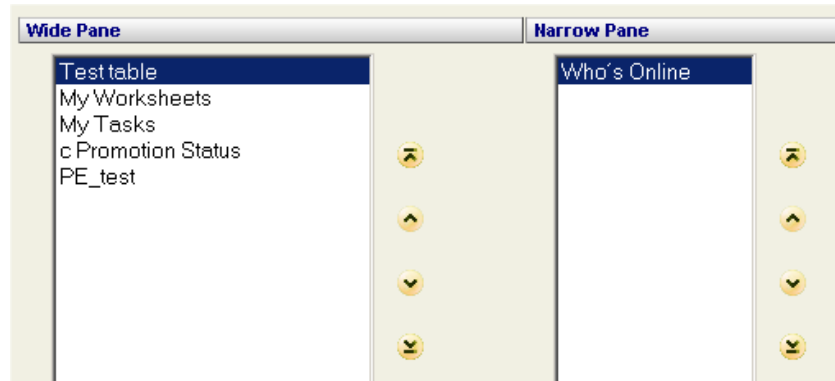 Wide Pane
Narrow Pane
Test table
My Worksheets
My Tasks
c Promotion Status
PE_test
Who´s Online